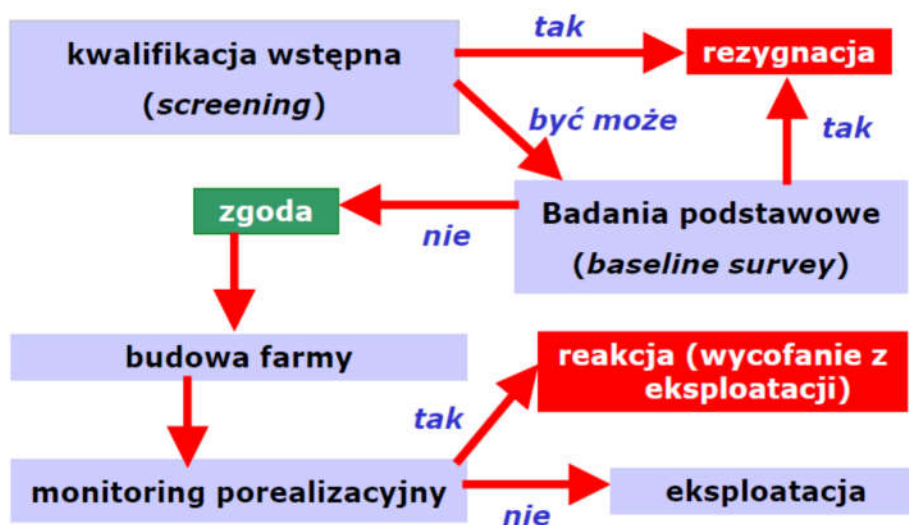 kwalifikacja wstępna
(screening)
tak
rezygnacja
być może
tak
zgoda
nie
Badania podstawowe
(baseline survey)
budowa farmy
reakcja (wycofanie z
eksploatacji)
tak
monitoring porealizacyjny
nie
eksploatacja